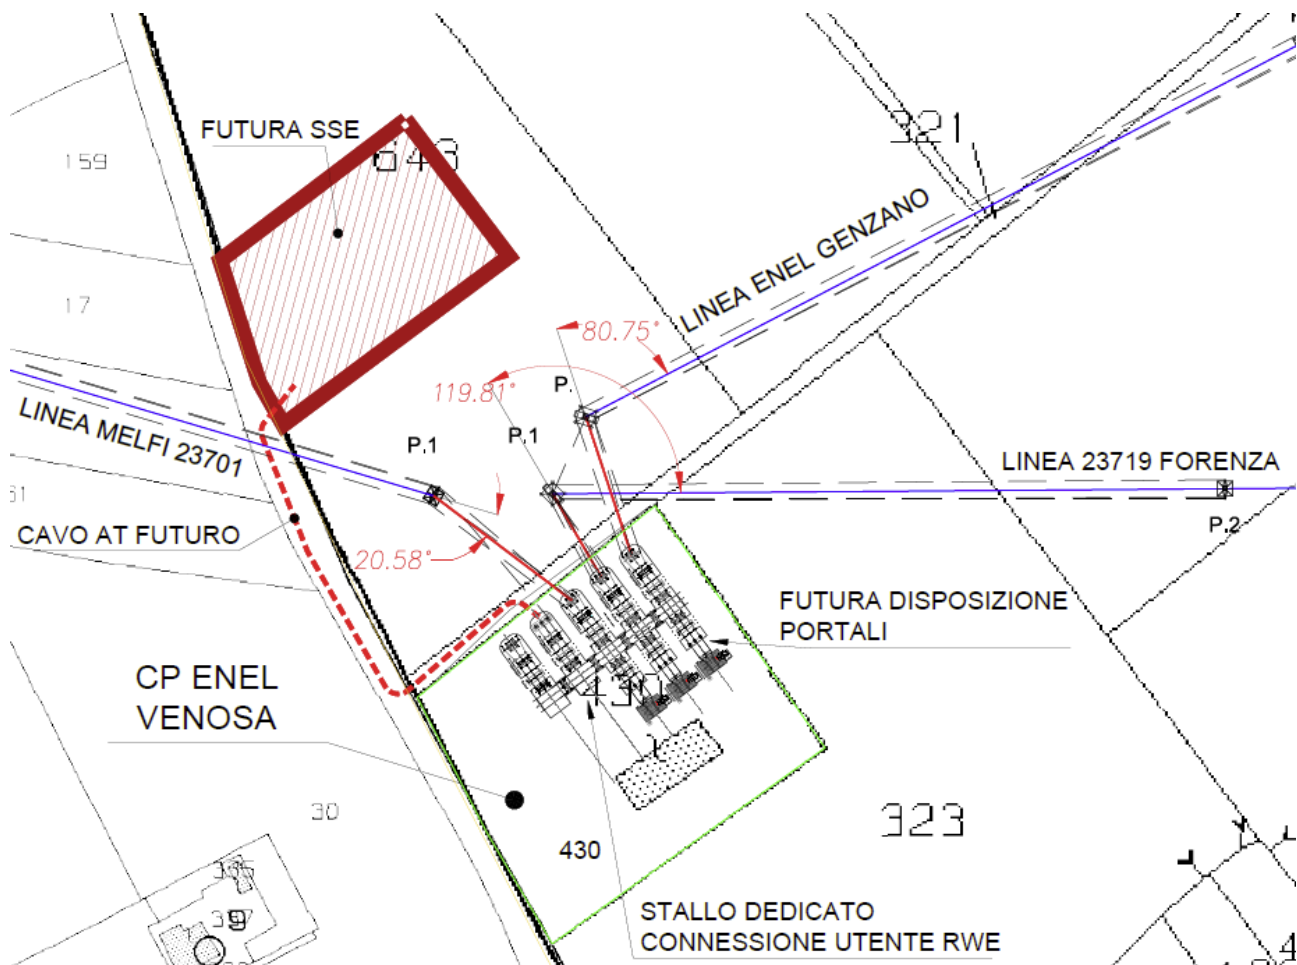 321
FUTURA SSE
643
159
LINEA ENEL GENZANO
17
80.75°
119.81°
P.
LINEA MELFI 23701
P.1
P.1
LINEA 23719 FORENZA
CAVO AT FUTURO
P.2
20.58°
FUTURA DISPOSIZIONE
PORTALI
CP ENEL
VENOSA
430
30
323
430
39
STALLO DEDICATO
CONNESSIONE UTENTE RWE